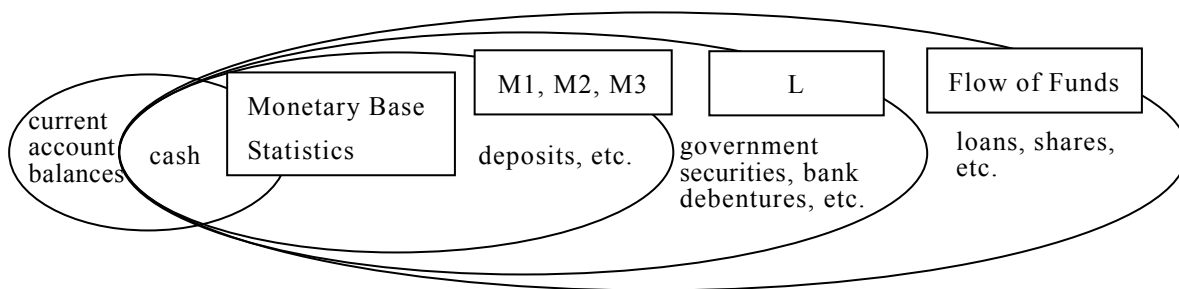 current
account
balances
cash
Monetary Base
Statistics
M1, M2, M3
deposits, etc.
L
government
securities, bank
debentures, etc.
Flow of Funds
loans, shares,
etc.